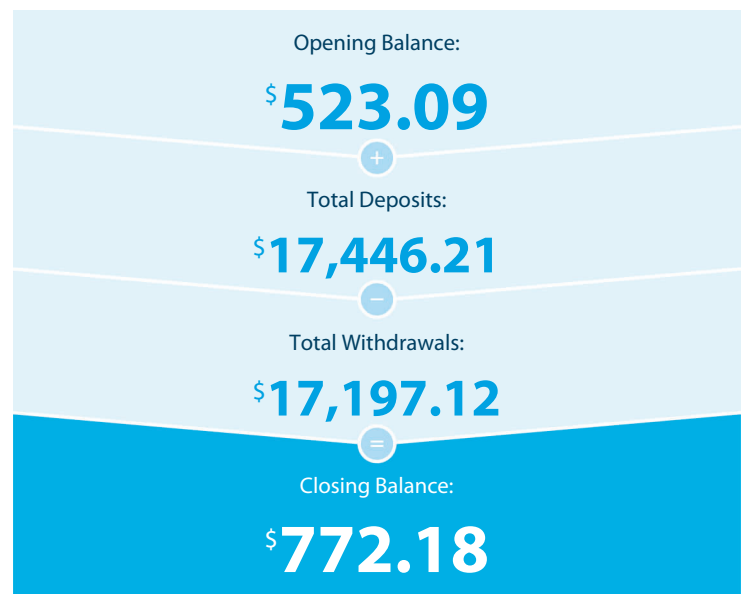 Opening Balance:
$523.09
+
Total Deposits:
$17,446.21
−
Total Withdrawals:
$17,197.12
=
Closing Balance:
$772.18